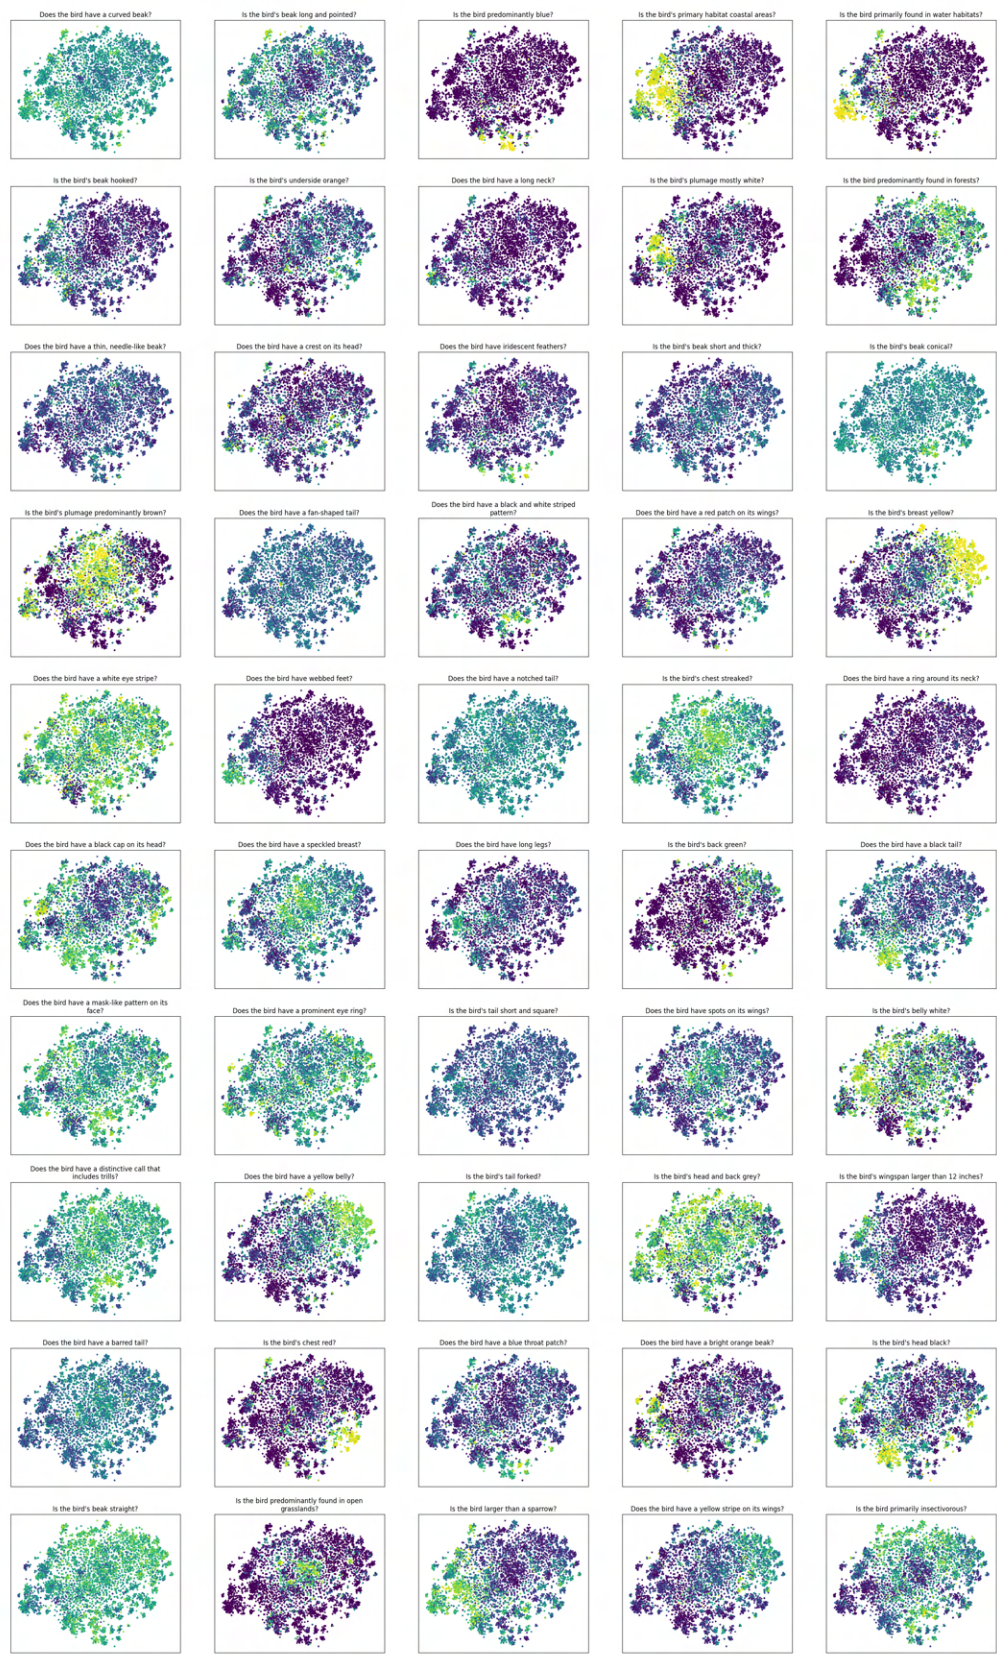 Does the bird have a curved beak?
Is the bird's beak long and pointed?
Is the bird predominantly blue?
Is the bird's primary habitat coastal areas?
Is the bird primarily found in water habitats?
Is the bird's beak hooked?
Is the bird's underside orange?
Does the bird have a long neck?
Is the bird's plumage mostly white?
Is the bird predominantly found in forests?
Does the bird have a thin, needle-like beak?
Does the bird have a crest on its head?
Does the bird have iridescent feathers?
Is the bird's beak short and thick?
Is the bird's beak conical?
Is the bird's plumage predominantly brown?
Does the bird have a fan-shaped tail?
Does the bird have a black and white striped
pattern?
Does the bird have a red patch on its wings?
Is the bird's breast yellow?
Does the bird have a white eye stripe?
Does the bird have webbed feet?
Does the bird have a notched tail?
Is the bird's chest streaked?
Does the bird have a ring around its neck?
Does the bird have a black cap on its head?
Does the bird have a speckled breast?
Does the bird have long legs?
Is the bird's back green?
Does the bird have a black tail?
Does the bird have a mask-like pattern on its
face?
Does the bird have a prominent eye ring?
Is the bird's tail short and square?
Does the bird have spots on its wings?
Is the bird's belly white?
Does the bird have a distinctive call that
includes trills?
Does the bird have a yellow belly?
Is the bird's tail forked?
Is the bird's head and back grey?
Is the bird's wingspan larger than 12 inches?
Does the bird have a barred tail?
Is the bird's chest red?
Does the bird have a blue throat patch?
Does the bird have a bright orange beak?
Is the bird's head black?
Is the bird's beak straight?
Is the bird predominantly found in open
grasslands?
Is the bird larger than a sparrow?
Does the bird have a yellow stripe on its wings?
Is the bird primarily insectivorous?